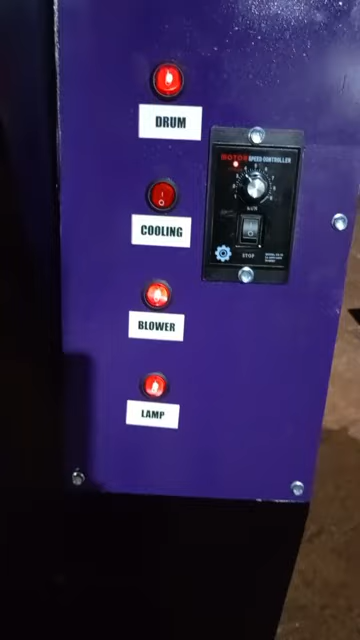 DRUM
MOTOR SPEED CONTROLLER
COOLING
RUN
STOP
BLOWER
LAMP